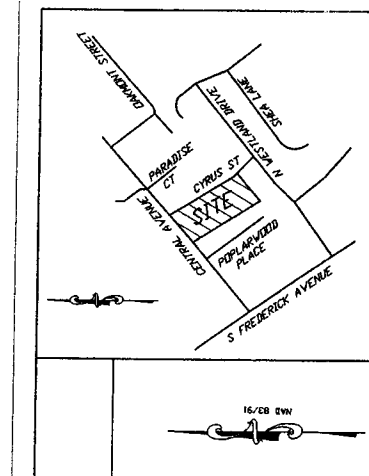 OAKMONT STREET
SHEA LANE
N WESTLAND DRIVE
PARADISE
CT
CYRUS ST
SITE
CENTRAL AVENUE
POPLARWOOD
PLACE
S FREDERICK AVENUE
NAD 83/91